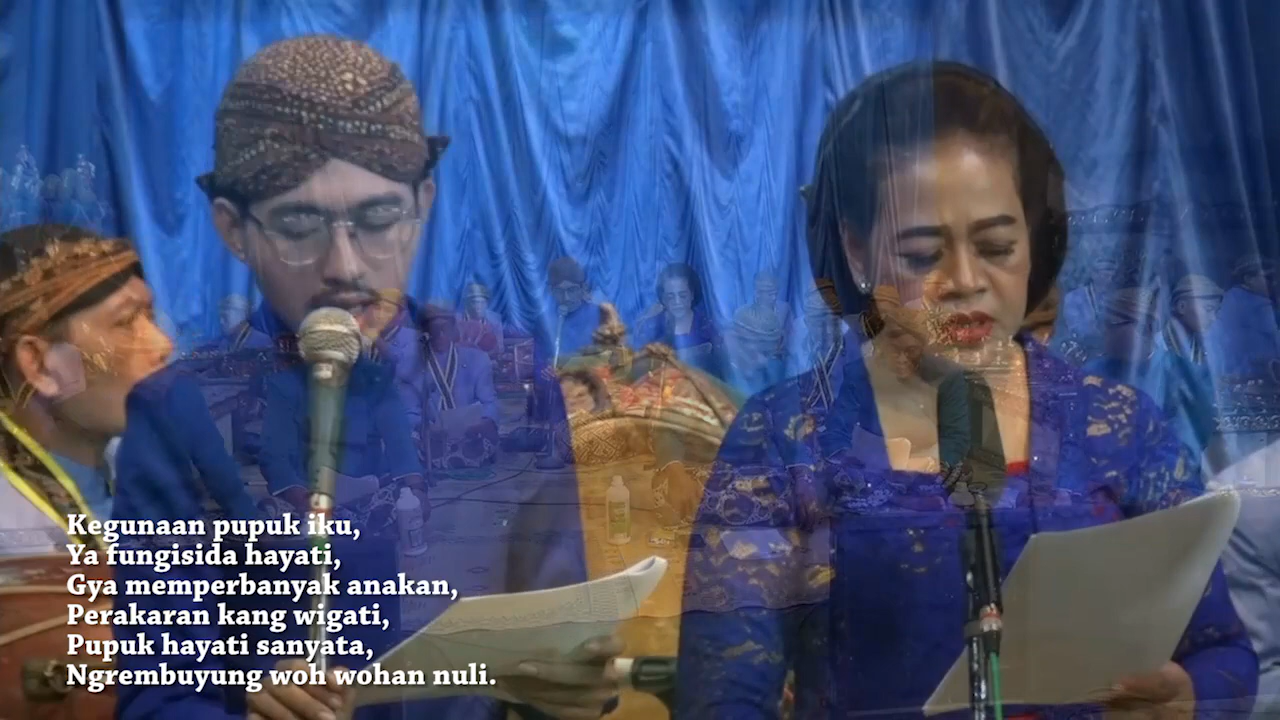 Kegunaan pupuk iku,
Ya fungisida hayati,
Gya memperbanyak anakan,
Perakaran kang wigati,
Pupuk hayati sanyata,
Ngrembuyung woh wohan nuli.